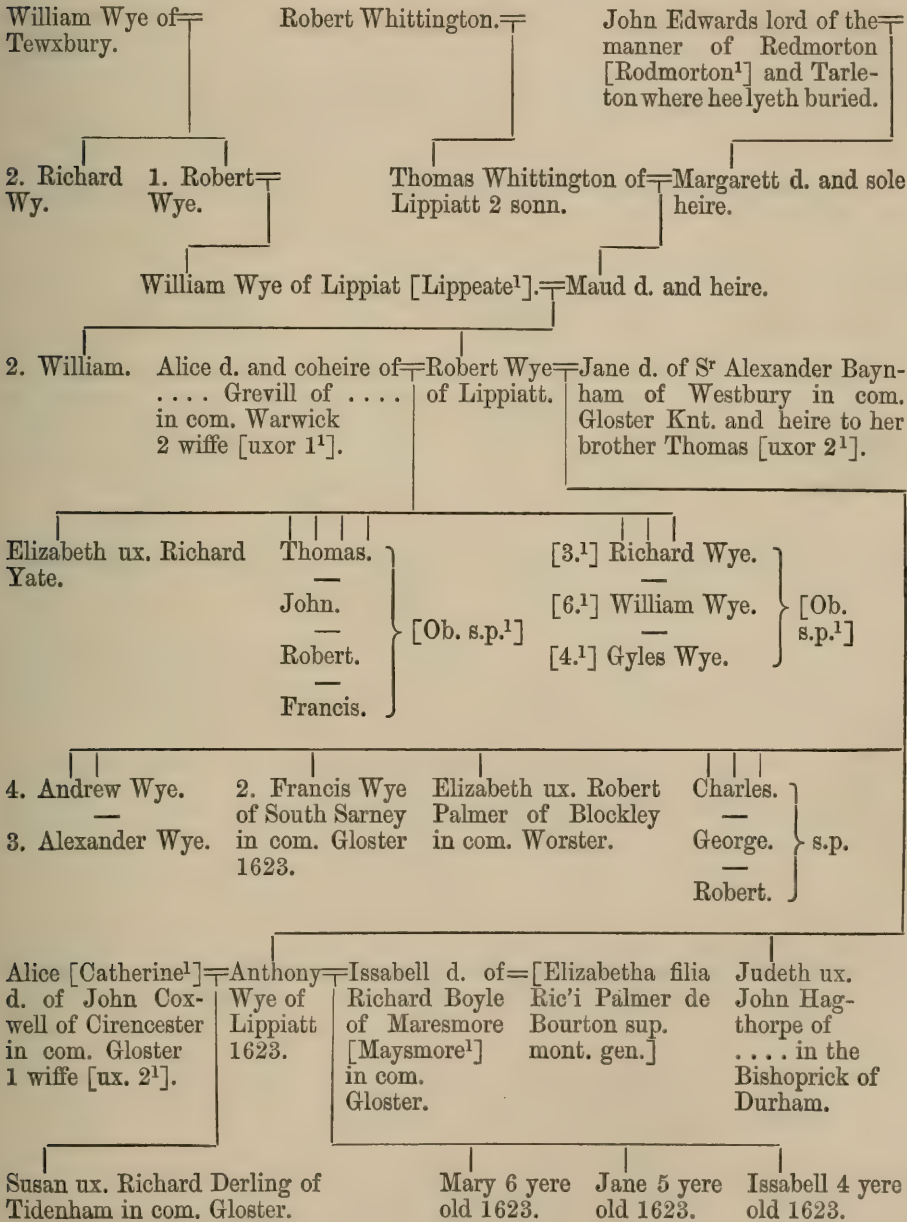 William Wye of
Tewxbury.
Robert Whittington.
John Edwards lord of the
manner of Redmorton
[Rodmorton¹] and Tarle-
ton where hee lyeth buried.
2. Richard
Wy.
1. Robert
Wye.
Thomas Whittington of
Lippiatt 2 sonn.
Margarett d. and sole
heire.
William Wye of Lippiat [Lippeate¹].
Maud d. and heire.
2. William.
Alice d. and coheire of
. . . . Grevill of . . . .
in com. Warwick
2 wiffe [uxor 1¹].
Robert Wye
of Lippiatt.
Jane d. of Sʳ Alexander Bayn-
ham of Westbury in com.
Gloster Knt. and heire to her
brother Thomas [uxor 2¹].
Elizabeth ux. Richard
Yate.
Thomas.
John.
Robert.
Francis.
[Ob. s.p.¹]
[3.¹] Richard Wye.
[6.¹] William Wye.
[4.¹] Gyles Wye.
[Ob.
s.p.¹]
4. Andrew Wye.
3. Alexander Wye.
2. Francis Wye
of South Sarney
in com. Gloster
1623.
Elizabeth ux. Robert
Palmer of Blockley
in com. Worster.
Charles.
George.
Robert.
s.p.
Alice [Catherine¹]
d. of John Cox-
well of Cirencester
in com. Gloster
1 wiffe [ux. 2¹].
Anthony
Wye of
Lippiatt
1623.
Issabell d. of
Richard Boyle
of Maresmore
[Maysmore¹]
in com.
Gloster.
[Elizabetha filia
Ric'i Palmer de
Bourton sup.
mont. gen.]
Judeth ux.
John Hag-
thorpe of
. . . . in the
Bishoprick of
Durham.
Susan ux. Richard Derling of
Tidenham in com. Gloster.
Mary 6 yere
old 1623.
Jane 5 yere
old 1623.
Issabell 4 yere
old 1623.